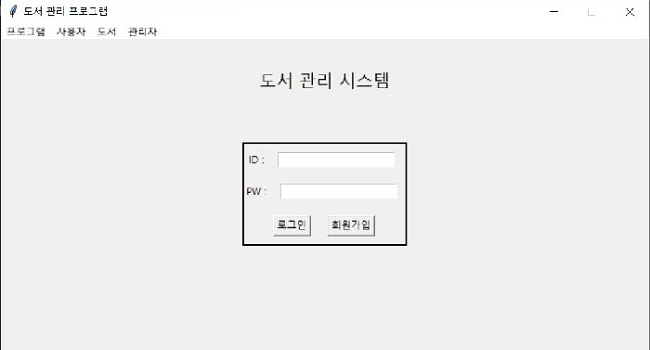 도서 관리 프로그램
프로그램 사용자 도서 관리자
도서 관리 시스템
ID :
PW :
로그인 회원가입